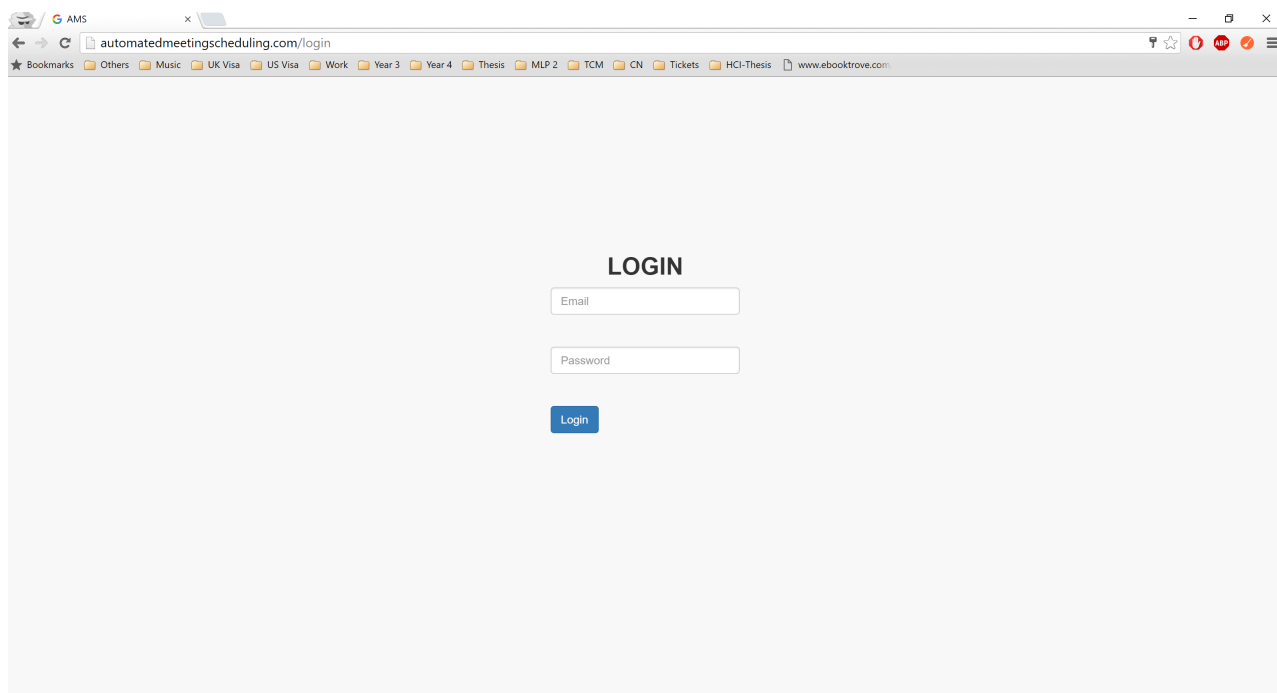 AMS
automatedmeetingscheduling.com/login
Bookmarks Others Music UK Visa US Visa Work Year 3 Year 4 Thesis MLP 2 TCM CN Tickets HCI-Thesis www.ebooktrove.com
LOGIN
Email
Password
Login